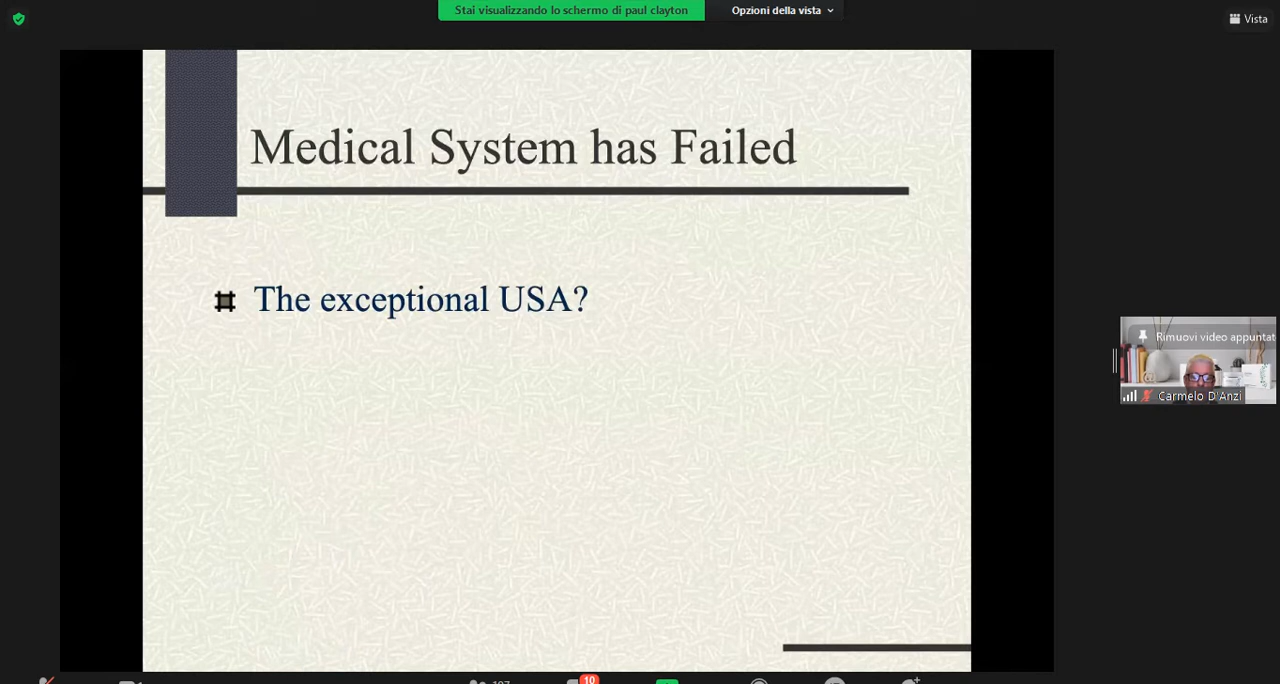 Stai visualizzando lo schermo di paul clayton
Opzioni della vista
Vista
Medical System has Failed
The exceptional USA?
Rimuovi video appuntat
Carmelo D'Anzi
10